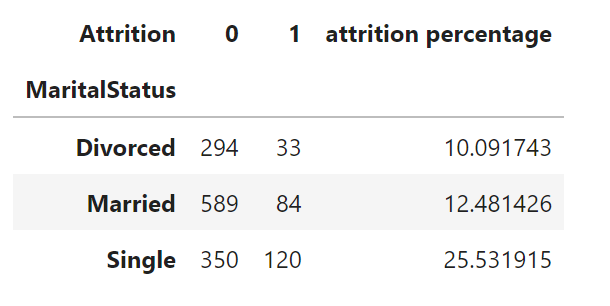 Attrition 0 1 attrition percentage
MaritalStatus
Divorced 294 33 10.091743
Married 589 84 12.481426
Single 350 120 25.531915